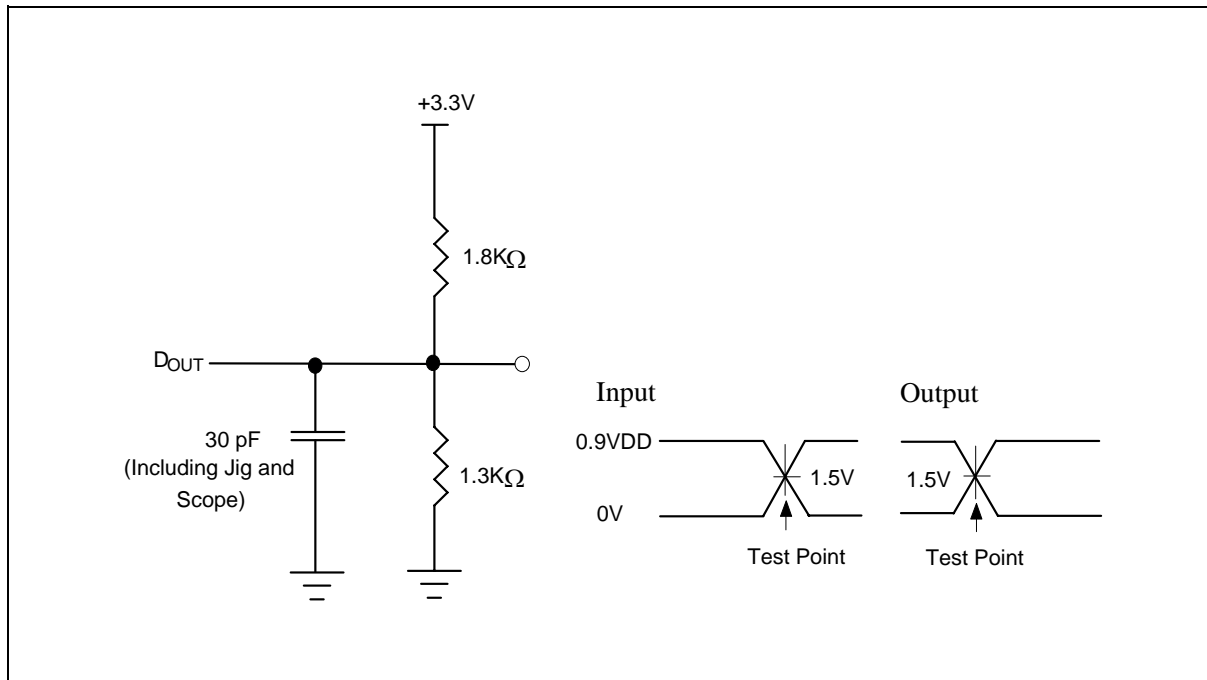 +3.3V
1.8KΩ
DOUT
30 pF
(Including Jig and
Scope)
1.3KΩ
Input
Output
0.9VDD
1.5V
1.5V
0V
Test Point
Test Point